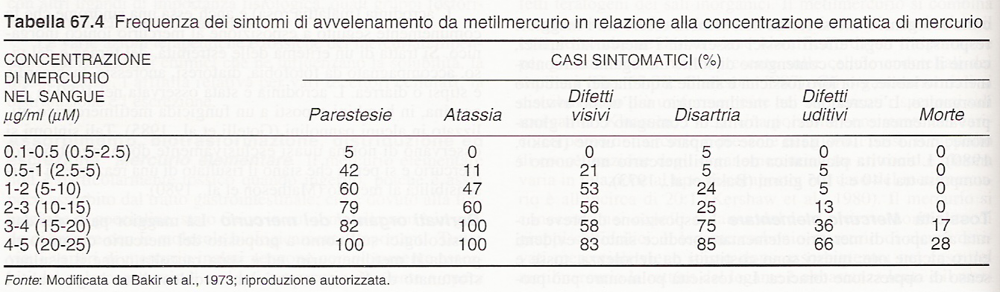 Tabella 67.4 Frequenza dei sintomi di avvelenamento da metilmercurio in relazione alla concentrazione ematica di mercurio
CONCENTRAZIONE DI MERCURIO NEL SANGUE µg/ml (µM) CASI SINTOMATICI (%)
Parestesie Atassia Difetti visivi Disartria Difetti uditivi Morte
0.1-0.5 (0.5-2.5) 5 0 0 5 0 0
0.5-1 (2.5-5) 42 11 21 5 5 0
1-2 (5-10) 60 47 53 24 5 0
2-3 (10-15) 79 60 56 25 13 0
3-4 (15-20) 82 100 58 75 36 17
4-5 (20-25) 100 100 83 85 66 28
Fonte: Modificata da Bakir et al., 1973; riproduzione autorizzata.